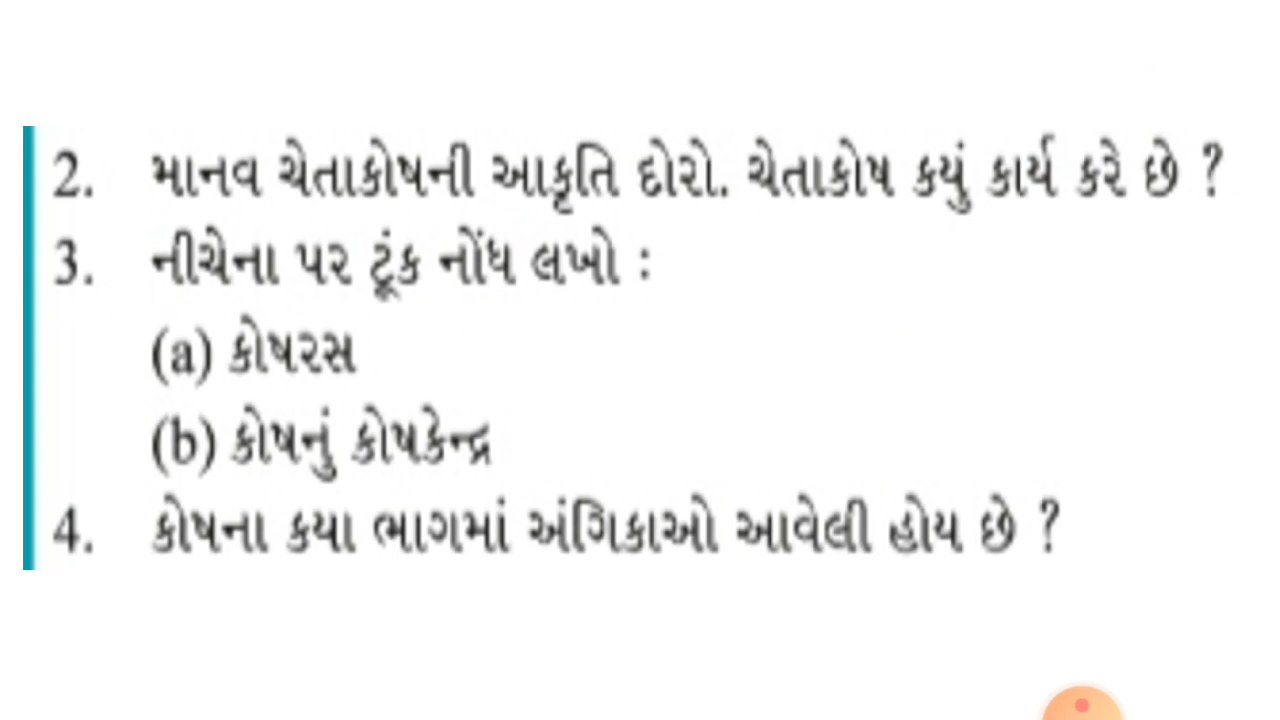 2. માનવ ચેતાકોષની આકૃતિ દોરો. ચેતાકોષ કયું કાર્ય કરે છે ?
3. નીચેના પર ટૂંક નોંધ લખો :
(a) કોષરસ
(b) કોષનું કોષકેન્દ્ર
4. કોષના કયા ભાગમાં અંગિકાઓ આવેલી હોય છે ?